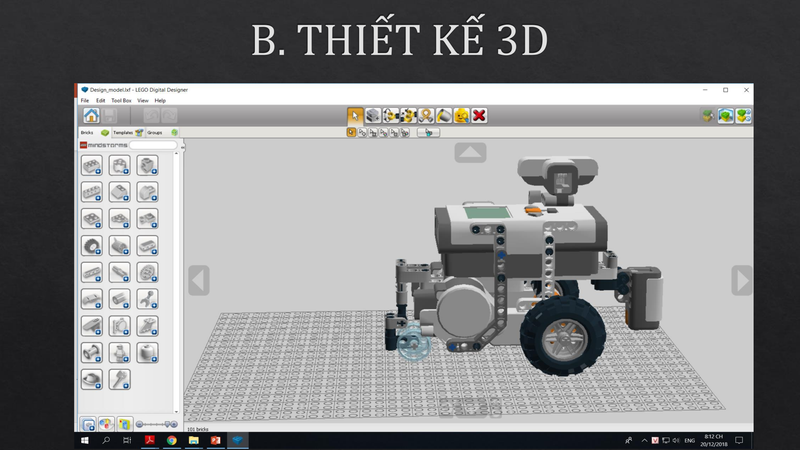 B. THIẾT KẾ 3D
Design_model.lxf - LEGO Digital Designer
File Edit Tool Box View Help
Bricks Templates Groups
LEGO mindstorms
101 bricks
ENG
8:12 CH
20/12/2018